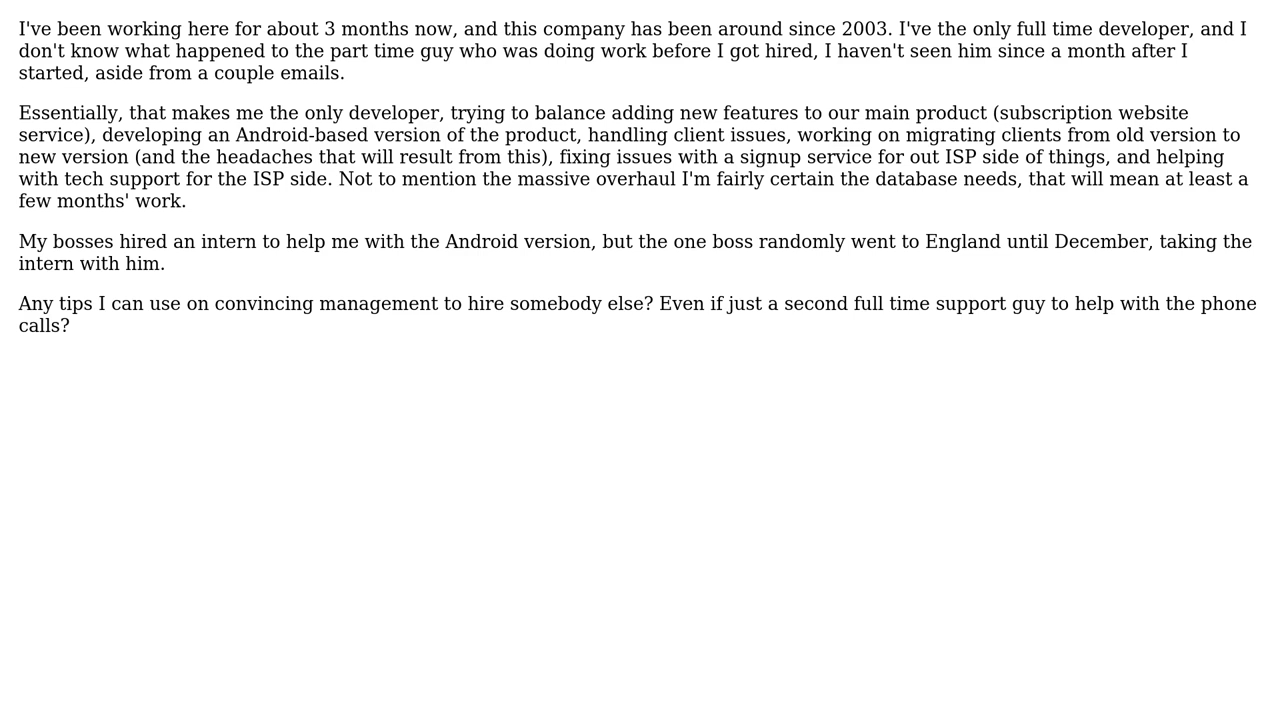 I've been working here for about 3 months now, and this company has been around since 2003. I've the only full time developer, and I
don't know what happened to the part time guy who was doing work before I got hired, I haven't seen him since a month after I
started, aside from a couple emails.
Essentially, that makes me the only developer, trying to balance adding new features to our main product (subscription website
service), developing an Android-based version of the product, handling client issues, working on migrating clients from old version to
new version (and the headaches that will result from this), fixing issues with a signup service for out ISP side of things, and helping
with tech support for the ISP side. Not to mention the massive overhaul I'm fairly certain the database needs, that will mean at least a
few months' work.
My bosses hired an intern to help me with the Android version, but the one boss randomly went to England until December, taking the
intern with him.
Any tips I can use on convincing management to hire somebody else? Even if just a second full time support guy to help with the phone
calls?